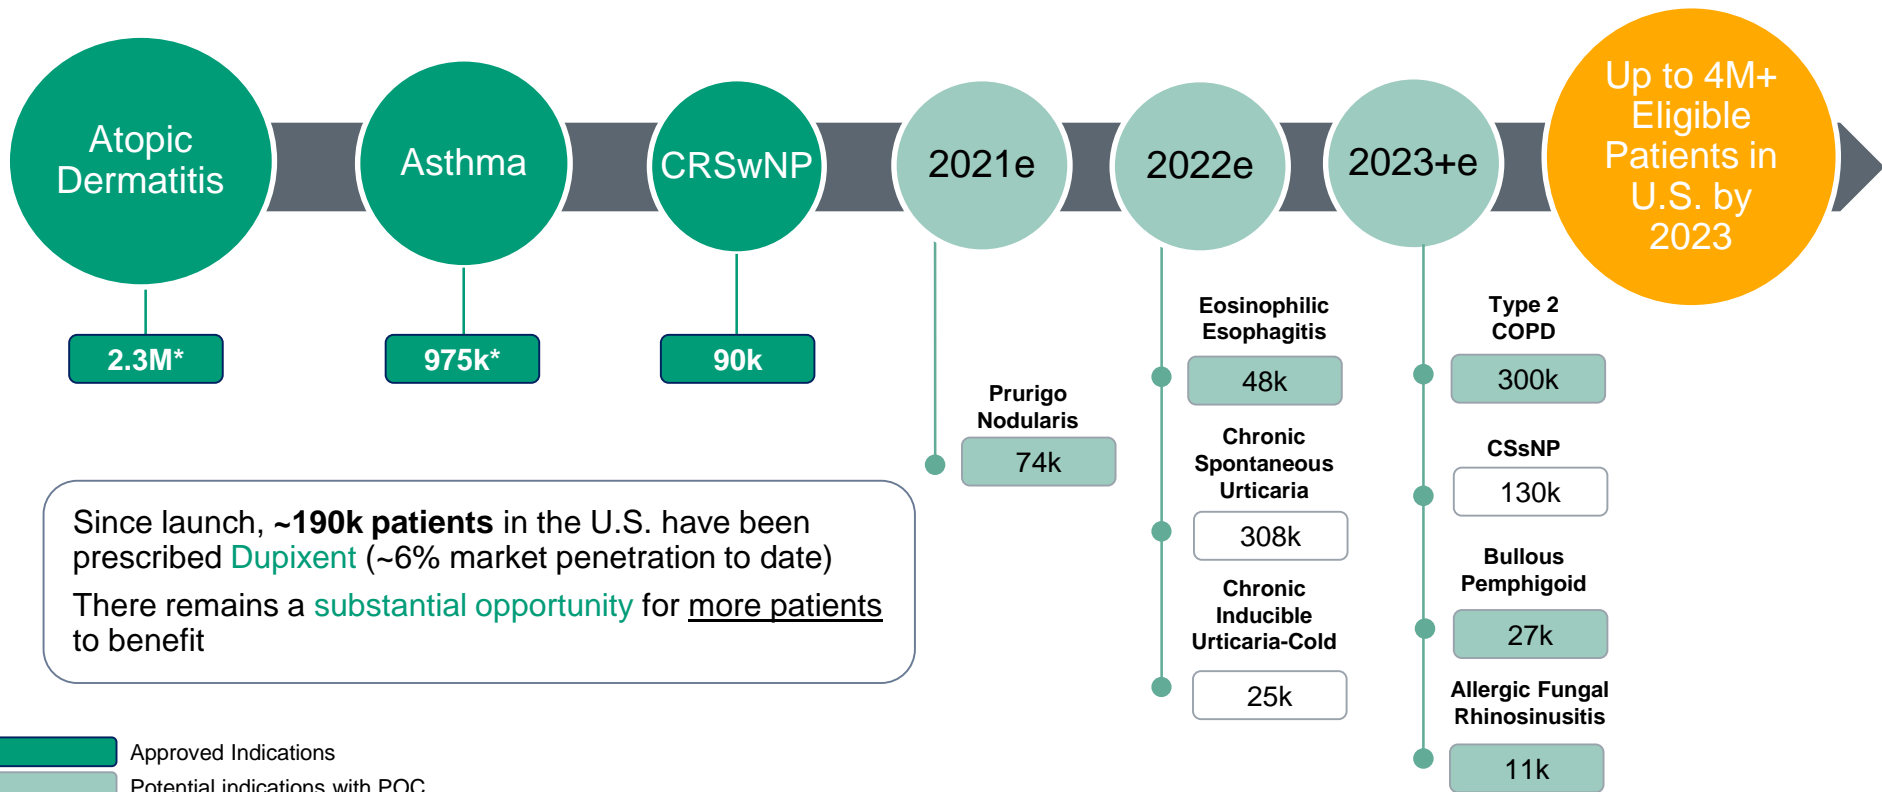 Atopic
Dermatitis
Asthma
CRSwNP
2021e
2022e
2023+e
Up to 4M+
Eligible
Patients in
U.S. by
2023
2.3M*
975k*
90k
Prurigo
Nodularis
74k
Eosinophilic
Esophagitis
48k
Chronic
Spontaneous
Urticaria
308k
Chronic
Inducible
Urticaria-Cold
25k
Type 2
COPD
300k
CSsNP
130k
Bullous
Pemphigoid
27k
Allergic Fungal
Rhinosinusitis
11k
Since launch, ~190k patients in the U.S. have been
prescribed Dupixent (~6% market penetration to date)
There remains a substantial opportunity for more patients
to benefit
Approved Indications
Potential indications with POC